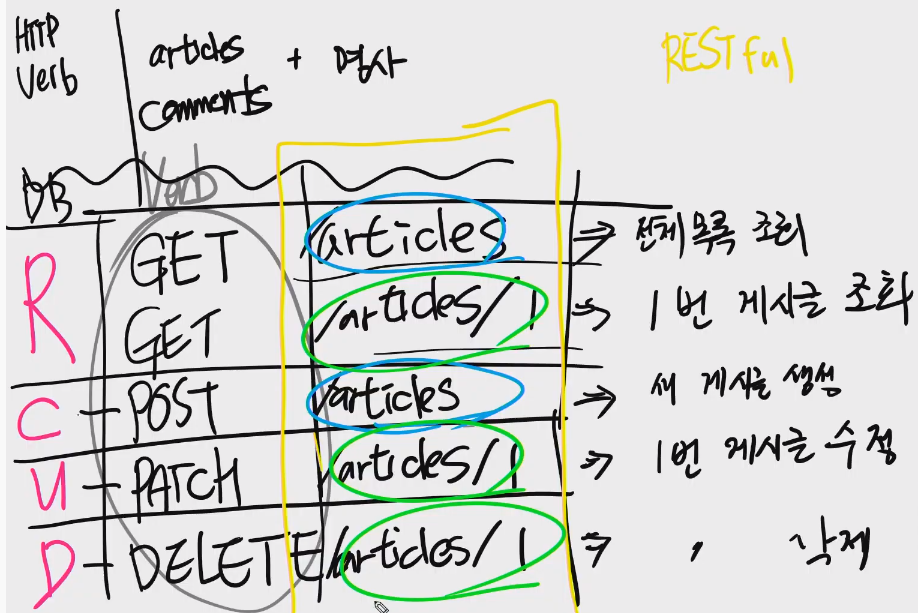 HTTP
Verb
articles + 명사
comments
RESTful
DB Verb
R GET /articles ⇒ 전체 목록 조회
GET /articles/1 ⇒ 1번 게시글 조회
C POST /articles ⇒ 새 게시글 생성
U PATCH /articles/1 ⇒ 1번 게시글 수정
D DELETE /articles/1 ⇒ " 삭제